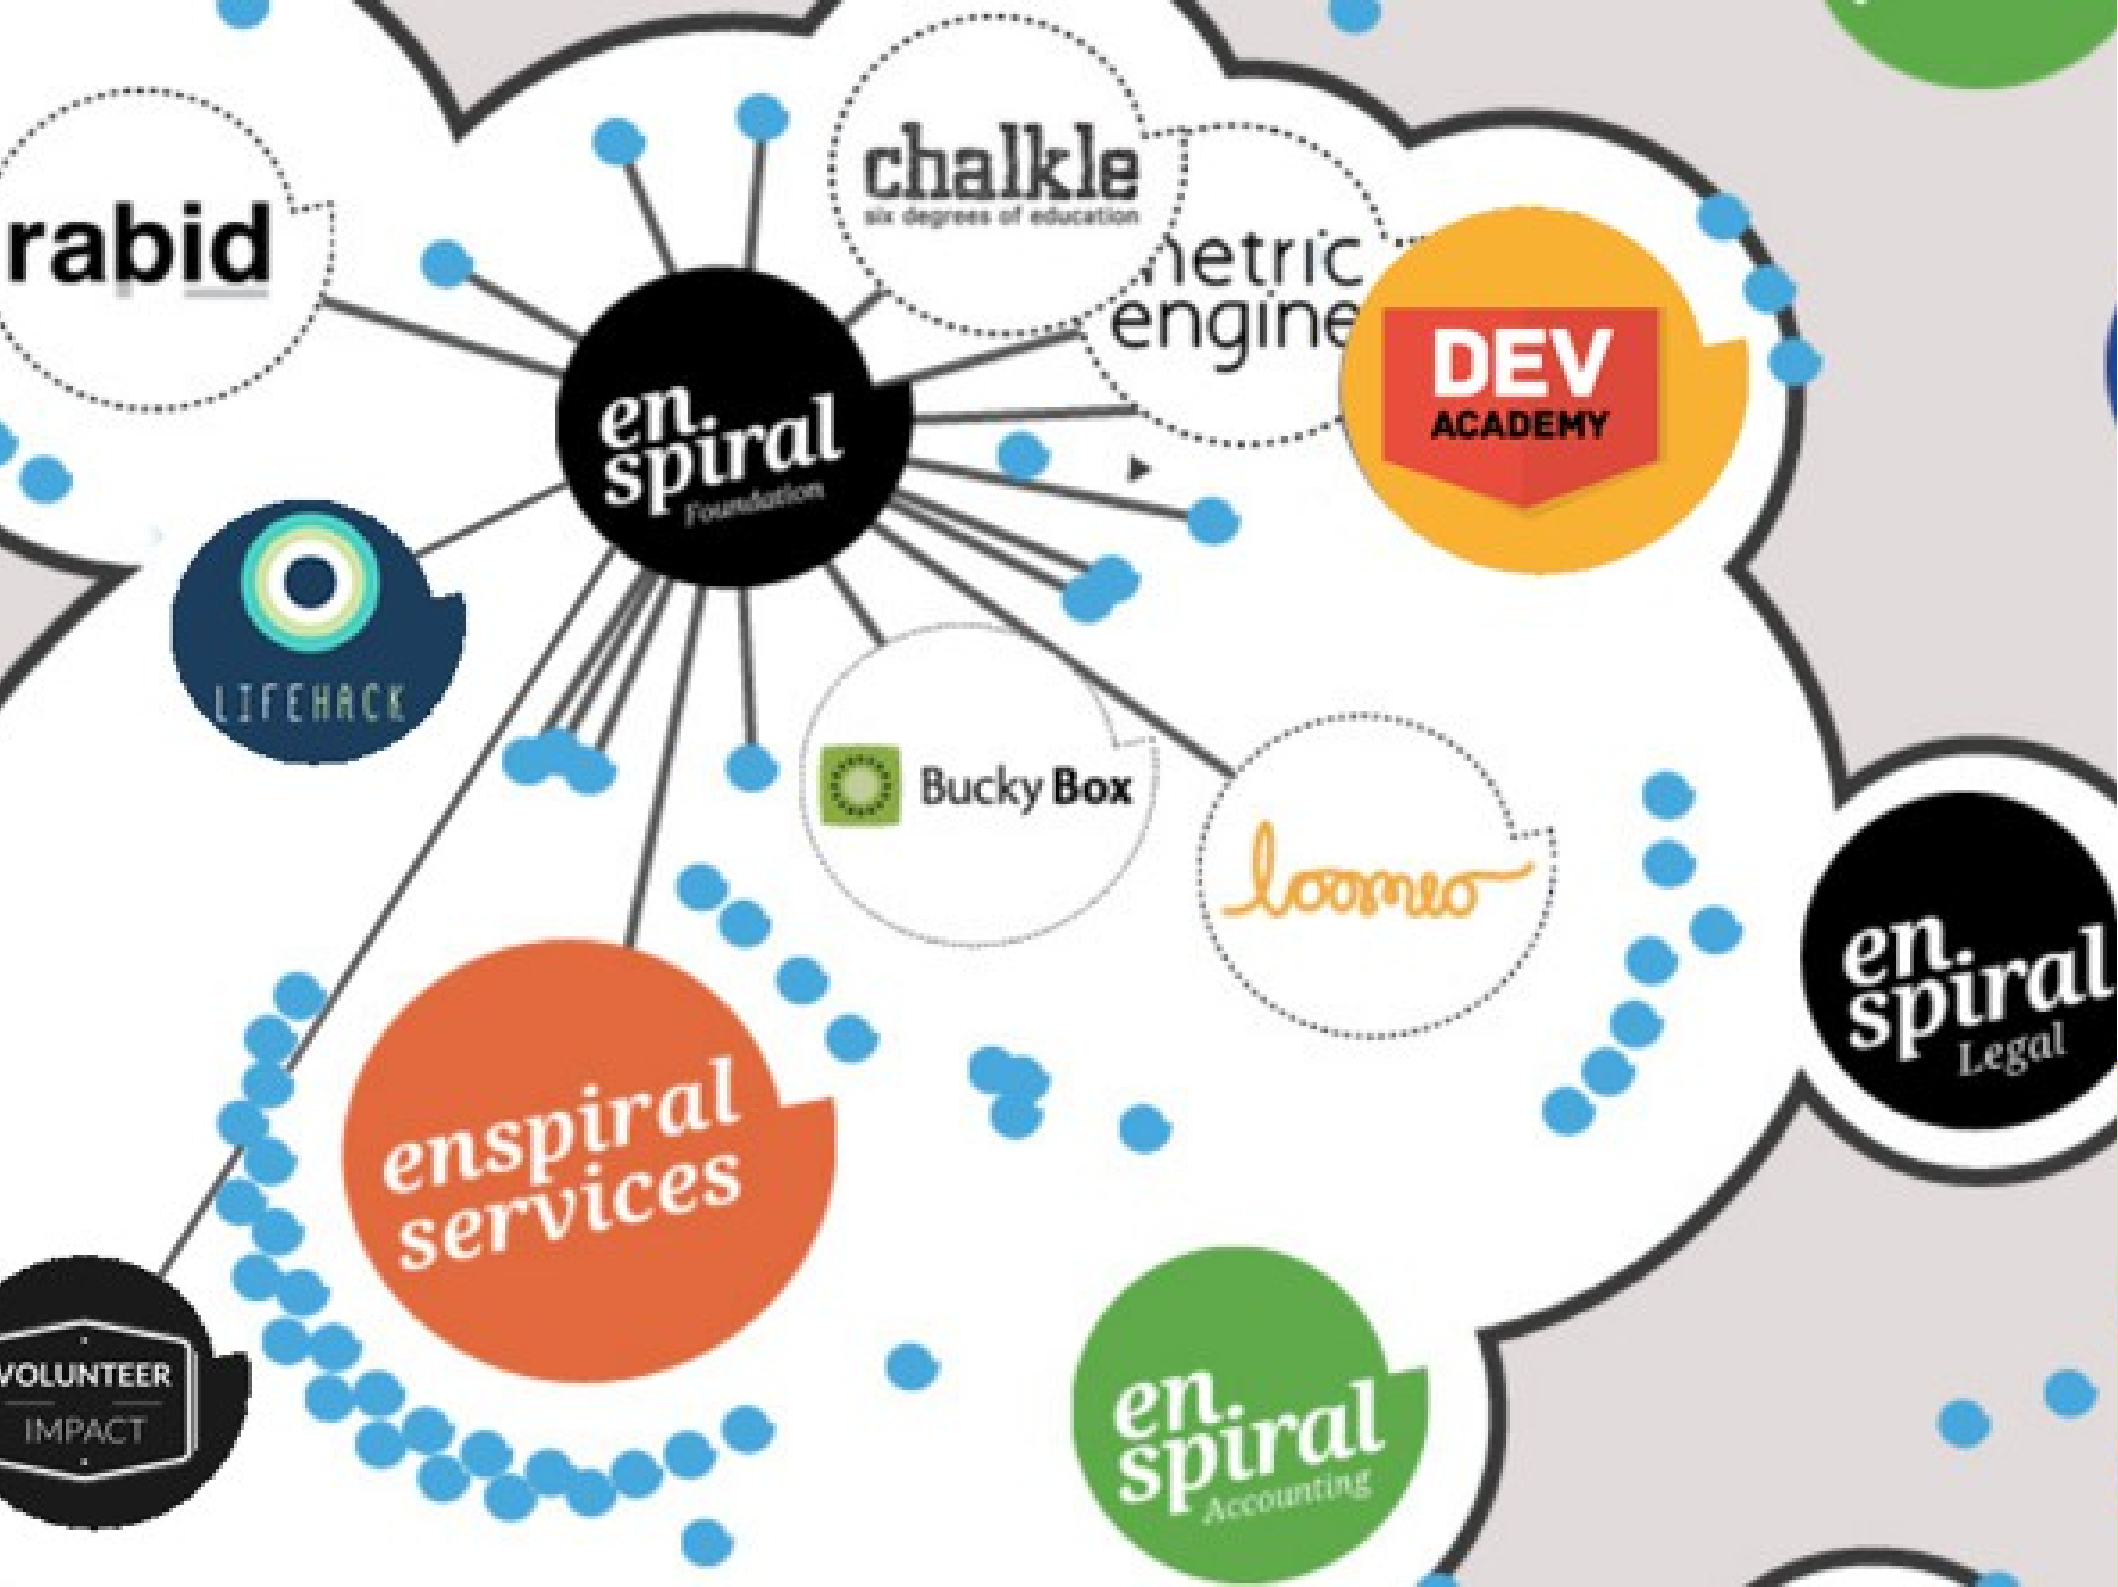 chalkle
six degrees of education
rabid
etric
engine
DEV
ACADEMY
en
spiral
Foundation
LIFEHACK
Bucky Box
loomio
en
spiral
Legal
enspiral
services
VOLUNTEER
IMPACT
en
spiral
Accounting